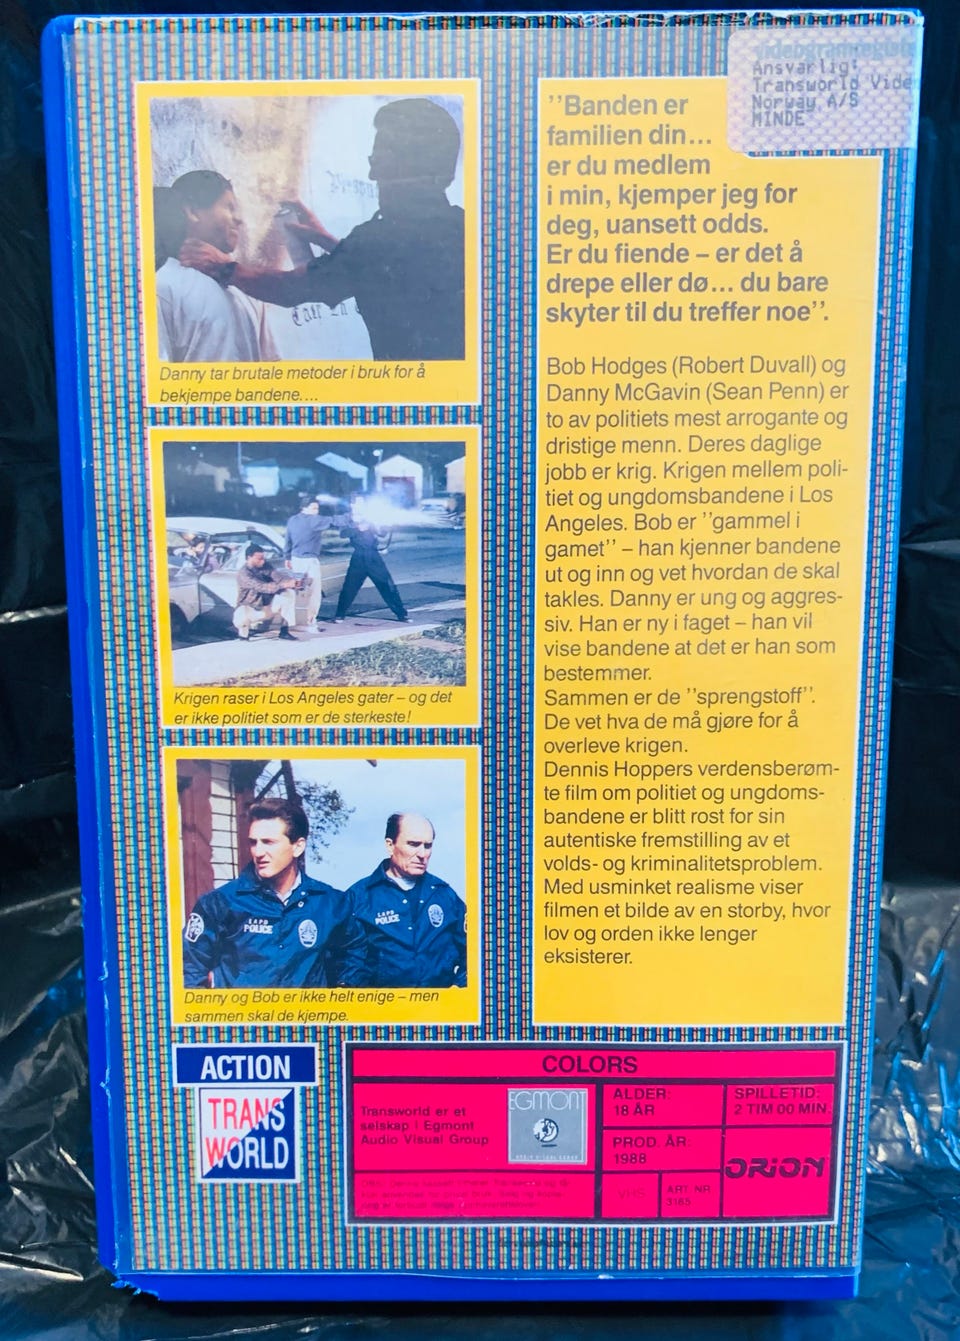 videogramregist
Ansvarlig:
Transworld Vide
Norway A/S
MINDE
''Banden er
familien din...
er du medlem
i min, kjemper jeg for
deg, uansett odds.
Er du fiende – er det å
drepe eller dø... du bare
skyter til du treffer noe''.
Bob Hodges (Robert Duvall) og
Danny McGavin (Sean Penn) er
to av politiets mest arrogante og
dristige menn. Deres daglige
jobb er krig. Krigen mellem poli-
tiet og ungdomsbandene i Los
Angeles. Bob er ''gammel i
gamet'' – han kjenner bandene
ut og inn og vet hvordan de skal
takles. Danny er ung og aggres-
siv. Han er ny i faget – han vil
vise bandene at det er han som
bestemmer.
Sammen er de ''sprengstoff''.
De vet hva de må gjøre for å
overleve krigen.
Dennis Hoppers verdensberøm-
te film om politiet og ungdoms-
bandene er blitt rost for sin
autentiske fremstilling av et
volds- og kriminalitetsproblem.
Med usminket realisme viser
filmen et bilde av en storby, hvor
lov og orden ikke lenger
eksisterer.
Danny tar brutale metoder i bruk for å
bekjempe bandene....
Krigen raser i Los Angeles gater – og det
er ikke politiet som er de sterkeste!
L.A.P.D.
POLICE
L.A.P.D.
POLICE
Danny og Bob er ikke helt enige – men
sammen skal de kjempe.
ACTION
TRANS
WORLD
COLORS
Transworld er et
selskap i Egmont
Audio Visual Group
EGMONT
AUDIO VISUAL GROUP
ALDER:
18 ÅR
SPILLETID:
2 TIM 00 MIN.
PROD. ÅR:
1988
ORION
VHS
ART. NR.
3165